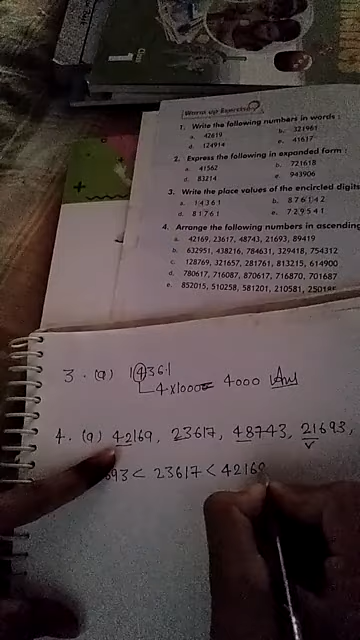 Class
1
Warm up Exercise
1. Write the following numbers in words :
a. 42619 b. 321961
d. 124914 e. 41617
2. Express the following in expanded form :
a. 41562 b. 721618
d. 83214 e. 943906
3. Write the place values of the encircled digits
a. 14361 b. 876142
d. 81761 e. 729541
4. Arrange the following numbers in ascending
a. 42169, 23617, 48743, 21693, 89419
b. 632951, 438216, 784631, 329418, 754312
c. 128769, 321657, 281761, 813215, 614900
d. 780617, 716087, 870617, 716870, 701687
e. 852015, 510258, 581201, 210581,
3. (a) 14361
4×1000= 4000 Ans
4. (a) 42169, 23617, 48743, 21693,
693 < 23617 < 42169